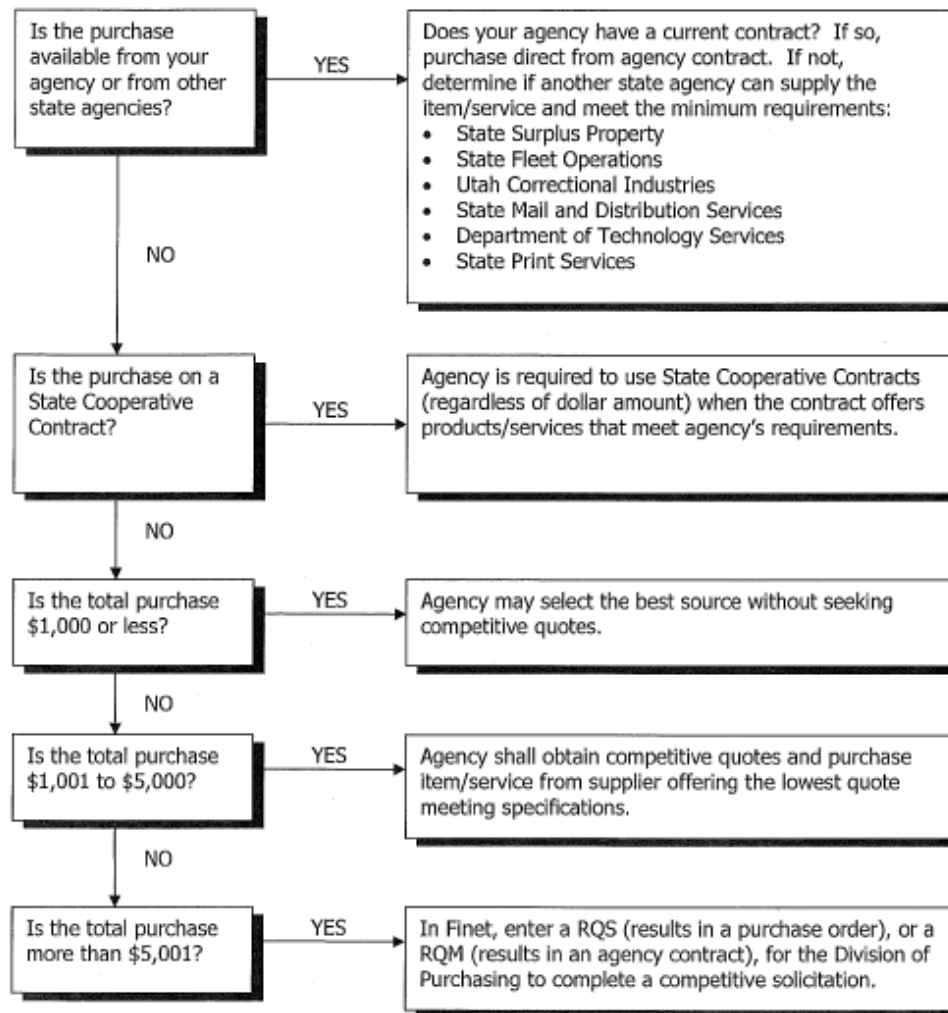 Is the purchase
available from your
agency or from other
state agencies?
YES
Does your agency have a current contract? If so,
purchase direct from agency contract. If not,
determine if another state agency can supply the
item/service and meet the minimum requirements:
• State Surplus Property
• State Fleet Operations
• Utah Correctional Industries
• State Mail and Distribution Services
• Department of Technology Services
• State Print Services
NO
Is the purchase on a
State Cooperative
Contract?
YES
Agency is required to use State Cooperative Contracts
(regardless of dollar amount) when the contract offers
products/services that meet agency's requirements.
NO
Is the total purchase
$1,000 or less?
YES
Agency may select the best source without seeking
competitive quotes.
NO
Is the total purchase
$1,001 to $5,000?
YES
Agency shall obtain competitive quotes and purchase
item/service from supplier offering the lowest quote
meeting specifications.
NO
Is the total purchase
more than $5,001?
YES
In Finet, enter a RQS (results in a purchase order), or a
RQM (results in an agency contract), for the Division of
Purchasing to complete a competitive solicitation.